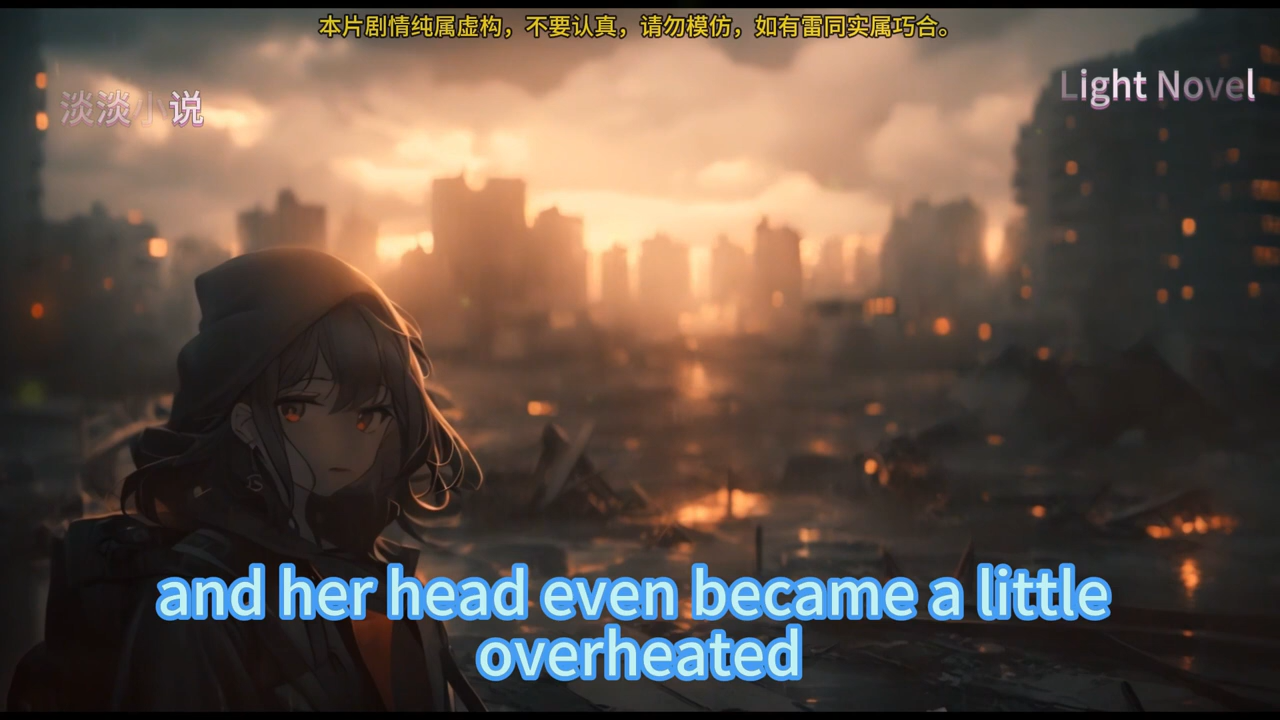 本片剧情纯属虚构，不要认真，请勿模仿，如有雷同实属巧合。
淡淡小说
Light Novel
and her head even became a little
overheated